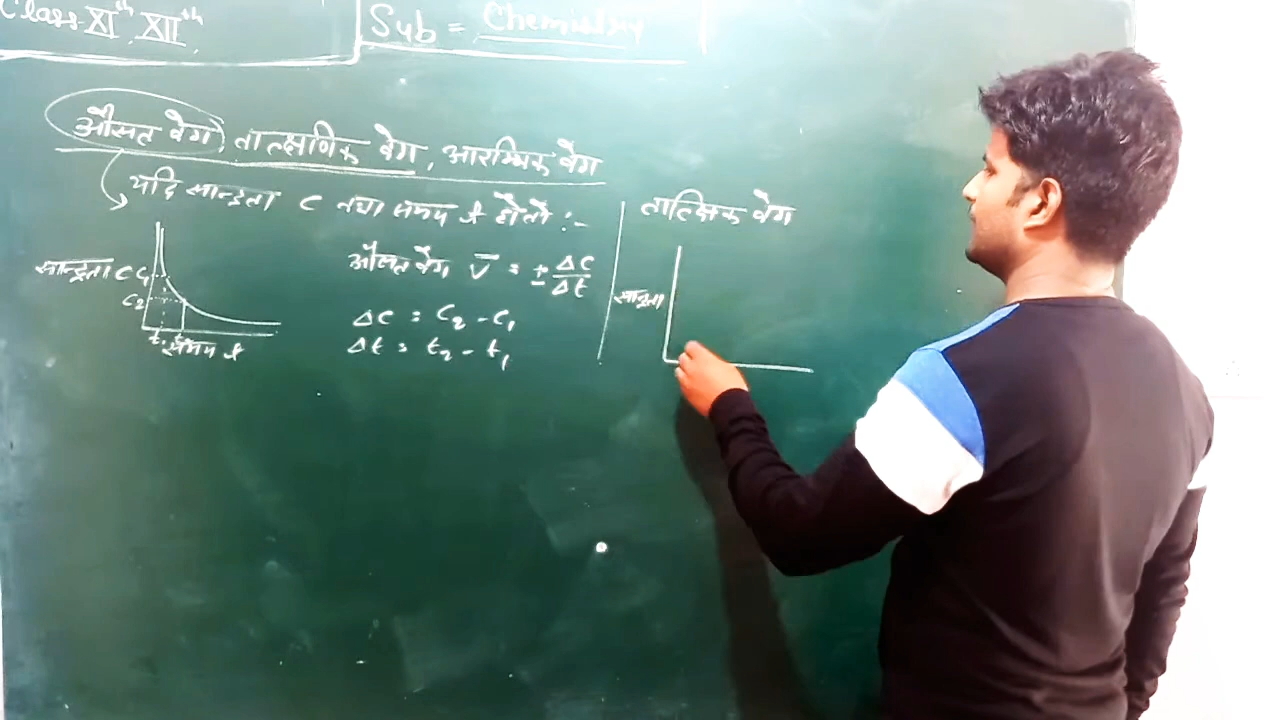 Class-XIth, XIIth
Sub = Chemistry
औसत वेग, तात्क्षणिक वेग, आरम्भिक वेग
यदि सान्द्रता C तथा समय t हो तो :-
सान्द्रता C C1
C2
t1
समय t
औसत वेग V̄ = ± ΔC/Δt
ΔC = C2 - C1
Δt = t2 - t1
तात्क्षिक वेग
सान्द्रता